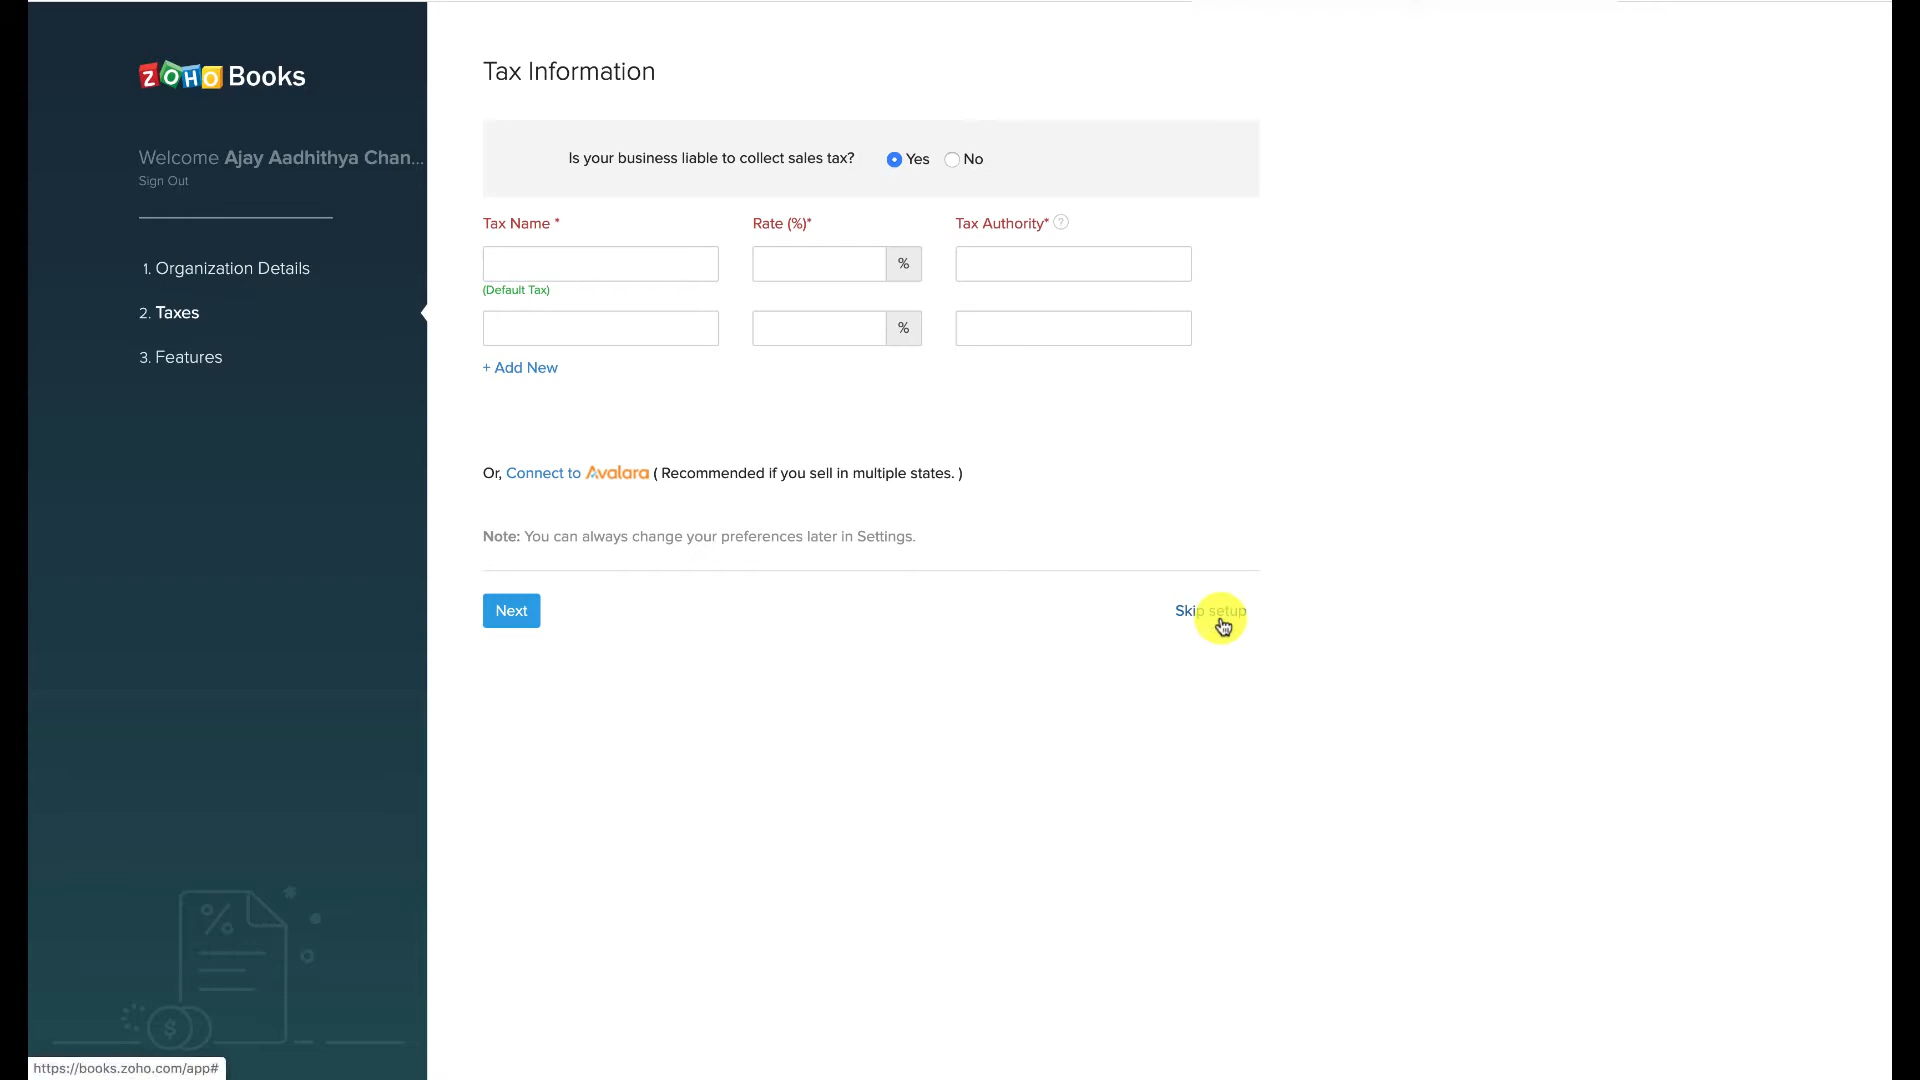 ZOHO Books
Welcome Ajay Aadhithya Chan...
Sign Out
1. Organization Details
2. Taxes
3. Features
Tax Information
Is your business liable to collect sales tax? Yes No
Tax Name * Rate (%)* Tax Authority* ?
%
(Default Tax)
%
+ Add New
Or, Connect to Avalara ( Recommended if you sell in multiple states. )
Note: You can always change your preferences later in Settings.
Next Skip setup
% $
https://books.zoho.com/app#